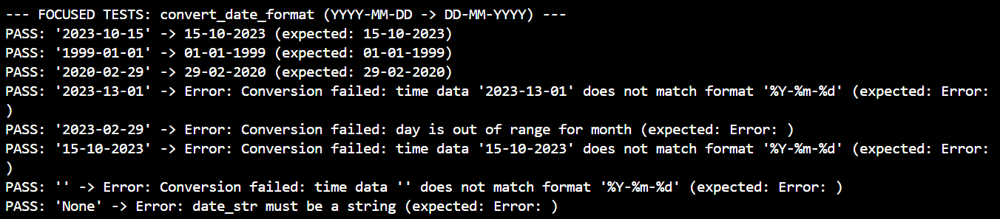 --- FOCUSED TESTS: convert_date_format (YYYY-MM-DD -> DD-MM-YYYY) ---
PASS: '2023-10-15' -> 15-10-2023 (expected: 15-10-2023)
PASS: '1999-01-01' -> 01-01-1999 (expected: 01-01-1999)
PASS: '2020-02-29' -> 29-02-2020 (expected: 29-02-2020)
PASS: '2023-13-01' -> Error: Conversion failed: time data '2023-13-01' does not match format '%Y-%m-%d' (expected: Error:
)
PASS: '2023-02-29' -> Error: Conversion failed: day is out of range for month (expected: Error: )
PASS: '15-10-2023' -> Error: Conversion failed: time data '15-10-2023' does not match format '%Y-%m-%d' (expected: Error:
)
PASS: '' -> Error: Conversion failed: time data '' does not match format '%Y-%m-%d' (expected: Error: )
PASS: 'None' -> Error: date_str must be a string (expected: Error: )